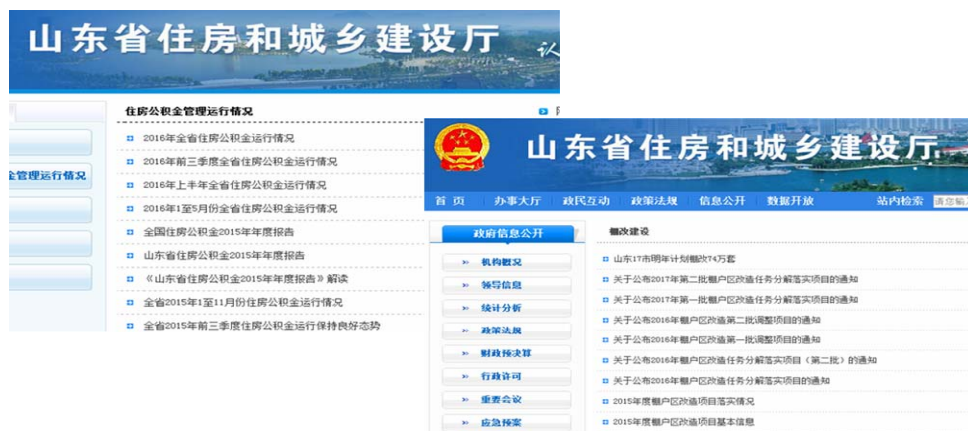 山东省住房和城乡建设厅
住房公积金管理运行情况
2016年全省住房公积金运行情况
2016年前三季度全省住房公积金运行情况
2016年上半年全省住房公积金运行情况
金管理运行情况
2016年1至5月份全省住房公积金运行情况
全国住房公积金2015年年度报告
山东省住房公积金2015年年度报告
《山东省住房公积金2015年年度报告》解读
全省2015年1至11月份住房公积金运行情况
全省2015年前三季度住房公积金运行保持良好态势
山东省住房和城乡建设厅
首 页 办事大厅 政民互动 政策法规 信息公开 数据开放 站内检索 请您输
政府信息公开
机构概况
领导信息
统计分析
政策法规
财政预决算
行政许可
重要会议
应急预案
棚改建设
山东17市明年计划棚改74万套
关于公布2017年第二批棚户区改造任务分解落实项目的通知
关于公布2017年第一批棚户区改造任务分解落实项目的通知
关于公布2016年棚户区改造第二批调整项目的通知
关于公布2016年棚户区改造第一批调整项目的通知
关于公布2016年棚户区改造任务分解落实项目（第二批）的通知
关于公布2016年棚户区改造任务分解落实项目的通知
2015年度棚户区改造项目落实情况
2015年度棚户区改造项目基本信息